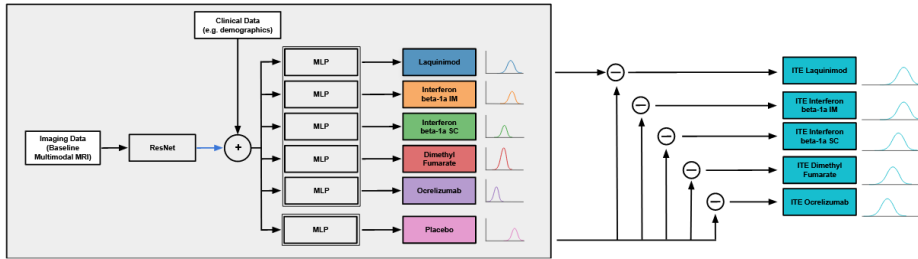 Clinical Data
(e.g. demographics)
MLP
Laquinimod
ITE Laquinimod
MLP
Interferon
beta-1a IM
ITE Interferon
beta-1a IM
MLP
Interferon
beta-1a SC
ITE Interferon
beta-1a SC
Imaging Data
(Baseline
Multimodal MRI)
ResNet
+
MLP
Dimethyl
Fumarate
ITE Dimethyl
Fumarate
MLP
Ocrelizumab
ITE Ocrelizumab
MLP
Placebo